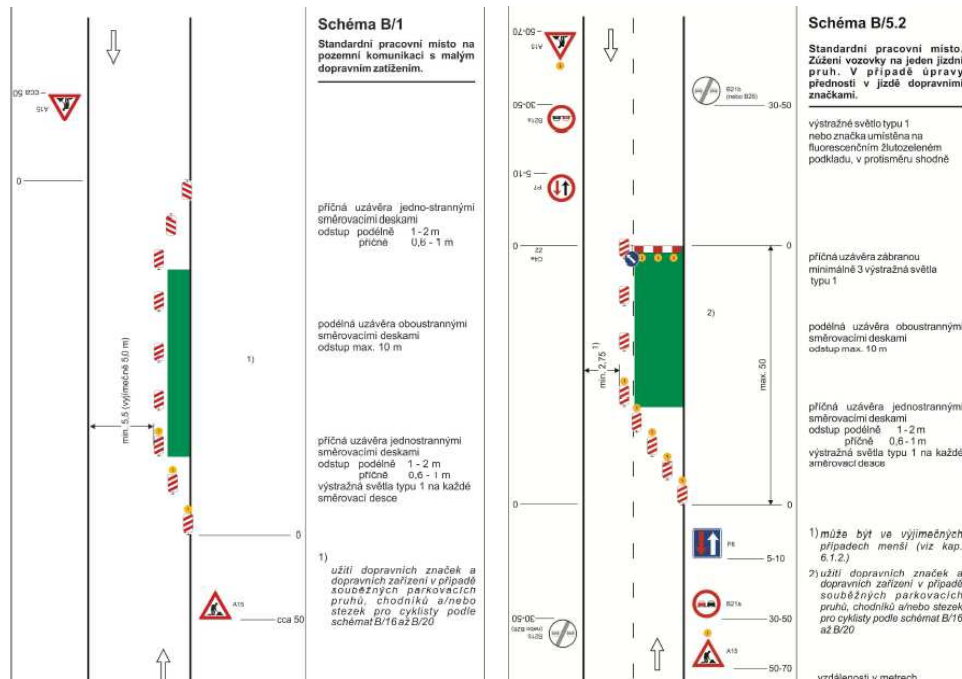 Schéma B/1
Standardní pracovní místo na
pozemní komunikaci s malým
dopravním zatížením.
A15
cca 50
0
příčná uzávěra jedno-strannými
směrovacími deskami
odstup podélně 1-2 m
příčně 0,6 - 1 m
podélná uzávěra oboustrannými
směrovacími deskami
odstup max. 10 m
1)
min. 5,5 (vyjímečně 5,0 m)
příčná uzávěra jednostrannými
směrovacími deskami
odstup podélně 1 - 2 m
příčně 0,6 - 1 m
výstražná světla typu 1 na každé
směrovací desce
0
1)
užití dopravních značek a
dopravních zařízení v případě
souběžných parkovacích
pruhů, chodníků a/nebo
stezek pro cyklisty podle
schémat B/16 až B/20
A15
cca 50
Schéma B/5.2
Standardní pracovní místo.
Zúžení vozovky na jeden jízdní
pruh. V případě úpravy
přednosti v jízdě dopravními
značkami.
50-70
A15
B21b
(nebo B26)
30-50
30-50
B21a
výstražné světlo typu 1
nebo značka umístěna na
fluorescenčním žlutozeleném
podkladu, v protisměru shodně
5-10
P7
0
Z2
C4a
0
příčná uzávěra zábranou
minimálně 3 výstražná světla
typu 1
2)
podélná uzávěra oboustrannými
směrovacími deskami
odstup max. 10 m
min. 2,75 1)
max. 50
příčná uzávěra jednostrannými
směrovacími deskami
odstup podélně 1 - 2 m
příčně 0,6 - 1 m
výstražná světla typu 1 na každé
směrovací desce
0
0
P8
5-10
1) může být ve výjimečných
případech menší (viz kap.
6.1.2.)
2) užití dopravních značek a
dopravních zařízení v případě
souběžných parkovacích
pruhů, chodníků a/nebo stezek
pro cyklisty podle schémat B/16
až B/20
B21a
30-50
30-50
B21b
(nebo B26)
A15
50-70
vzdálenosti v metrech